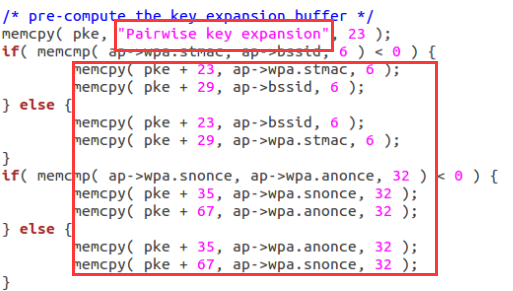 /* pre-compute the key expansion buffer */
memcpy( pke, "Pairwise key expansion", 23 );
if( memcmp( ap->wpa.stmac, ap->bssid, 6 ) < 0 ) {
memcpy( pke + 23, ap->wpa.stmac, 6 );
memcpy( pke + 29, ap->bssid, 6 );
} else {
memcpy( pke + 23, ap->bssid, 6 );
memcpy( pke + 29, ap->wpa.stmac, 6 );
}
if( memcmp( ap->wpa.snonce, ap->wpa.anonce, 32 ) < 0 ) {
memcpy( pke + 35, ap->wpa.snonce, 32 );
memcpy( pke + 67, ap->wpa.anonce, 32 );
} else {
memcpy( pke + 35, ap->wpa.anonce, 32 );
memcpy( pke + 67, ap->wpa.snonce, 32 );
}